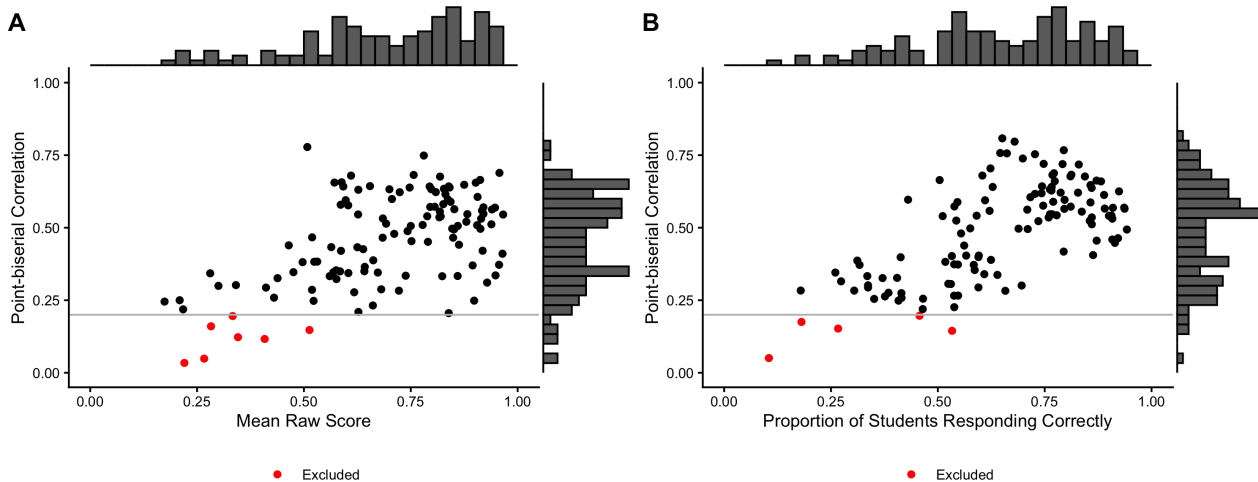 A
Point-biserial Correlation
1.00
0.75
0.50
0.25
0.00
0.00 0.25 0.50 0.75 1.00
Mean Raw Score
Excluded
B
Point-biserial Correlation
1.00
0.75
0.50
0.25
0.00
0.00 0.25 0.50 0.75 1.00
Proportion of Students Responding Correctly
Excluded